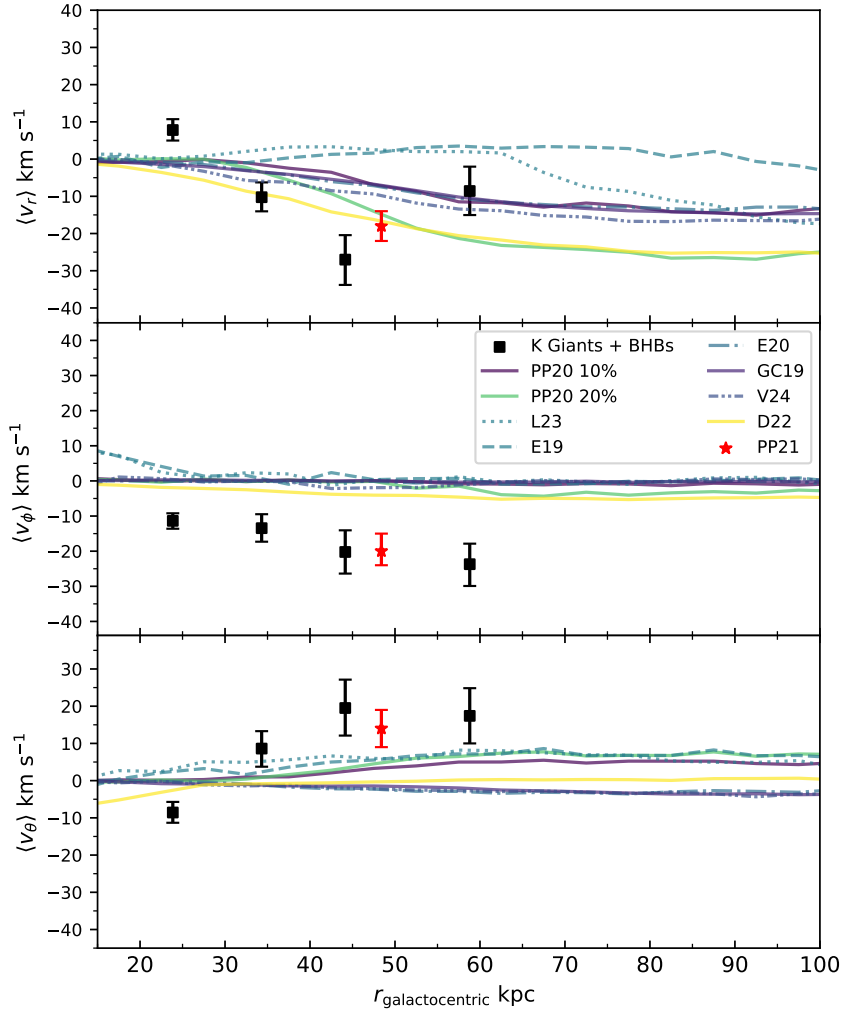 40
30
20
10
0
−10
−20
−30
−40
⟨v_r⟩ km s⁻¹
40
30
20
10
0
−10
−20
−30
−40
⟨v_ϕ⟩ km s⁻¹
K Giants + BHBs
PP20 10%
PP20 20%
L23
E19
E20
GC19
V24
D22
PP21
30
20
10
0
−10
−20
−30
−40
⟨v_θ⟩ km s⁻¹
20 30 40 50 60 70 80 90 100
r_galactocentric kpc